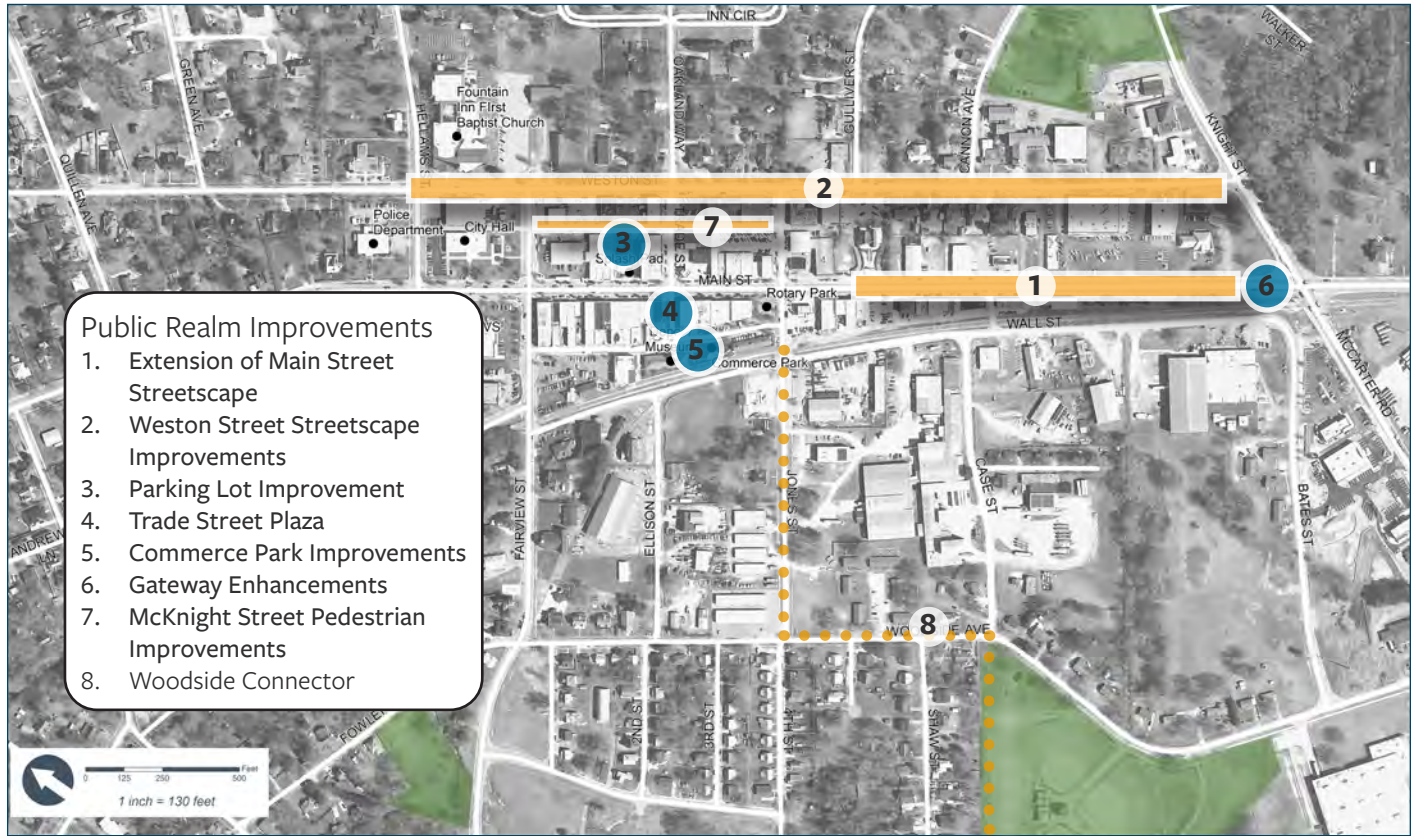 INN CIR
WALKER ST
GREEN AVE
HELLAMS ST
OAKLAND WAY
GULLIVER ST
CANNON AVE
KNIGHT ST
QUILLEN AVE
Fountain
Inn First
Baptist Church
WESTON ST
2
Police
Department
City Hall
7
3
MAIN ST
1
6
Rotary Park
4
WALL ST
5
Commerce Park
MCCARTER RD
Public Realm Improvements
1. Extension of Main Street
Streetscape
2. Weston Street Streetscape
Improvements
3. Parking Lot Improvement
4. Trade Street Plaza
5. Commerce Park Improvements
6. Gateway Enhancements
7. McKnight Street Pedestrian
Improvements
8. Woodside Connector
FAIRVIEW ST
ELLISON ST
JONES ST
CASE ST
BATES ST
8
2ND ST
3RD ST
4TH ST
SHAW ST
0 125 250 500 Feet
1 inch = 130 feet